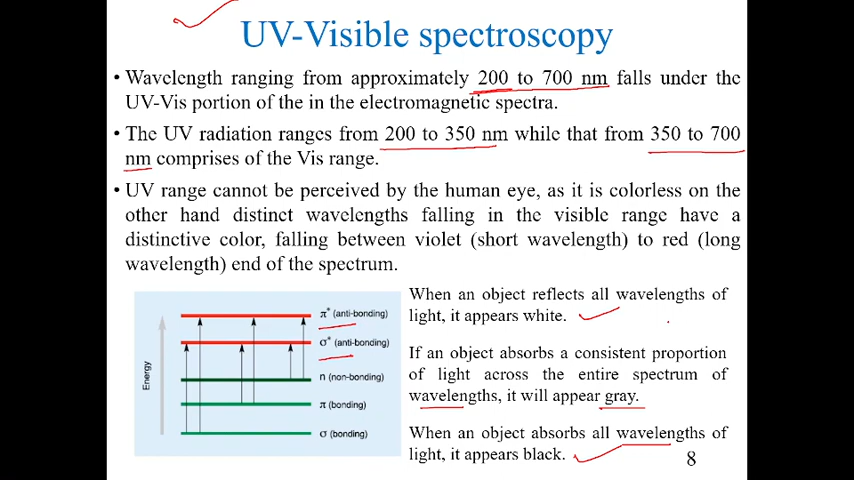 UV-Visible spectroscopy
• Wavelength ranging from approximately 200 to 700 nm falls under the
UV-Vis portion of the in the electromagnetic spectra.
• The UV radiation ranges from 200 to 350 nm while that from 350 to 700
nm comprises of the Vis range.
• UV range cannot be perceived by the human eye, as it is colorless on the
other hand distinct wavelengths falling in the visible range have a
distinctive color, falling between violet (short wavelength) to red (long
wavelength) end of the spectrum.
Energy
π* (anti-bonding)
σ* (anti-bonding)
n (non-bonding)
π (bonding)
σ (bonding)
When an object reflects all wavelengths of
light, it appears white.
If an object absorbs a consistent proportion
of light across the entire spectrum of
wavelengths, it will appear gray.
When an object absorbs all wavelengths of
light, it appears black.
8